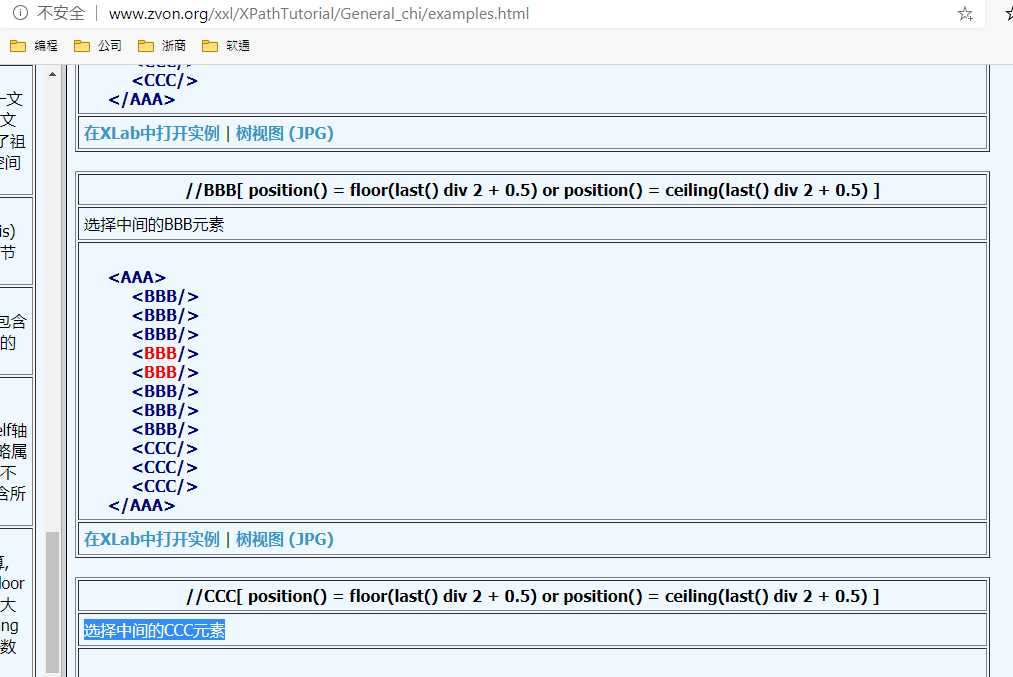 不安全 | www.zvon.org/xxl/XPathTutorial/General_chi/examples.html
编程 公司 浙商 软通
一文
文
了祖
空间
is)
节
包含
的
elf轴
略属
不
含所
算,
loor
大
ing
数
<CCC/>
<CCC/>
</AAA>
在XLab中打开实例 | 树视图 (JPG)
//BBB[ position() = floor(last() div 2 + 0.5) or position() = ceiling(last() div 2 + 0.5) ]
选择中间的BBB元素
<AAA>
<BBB/>
<BBB/>
<BBB/>
<BBB/>
<BBB/>
<BBB/>
<BBB/>
<BBB/>
<CCC/>
<CCC/>
<CCC/>
</AAA>
在XLab中打开实例 | 树视图 (JPG)
//CCC[ position() = floor(last() div 2 + 0.5) or position() = ceiling(last() div 2 + 0.5) ]
选择中间的CCC元素